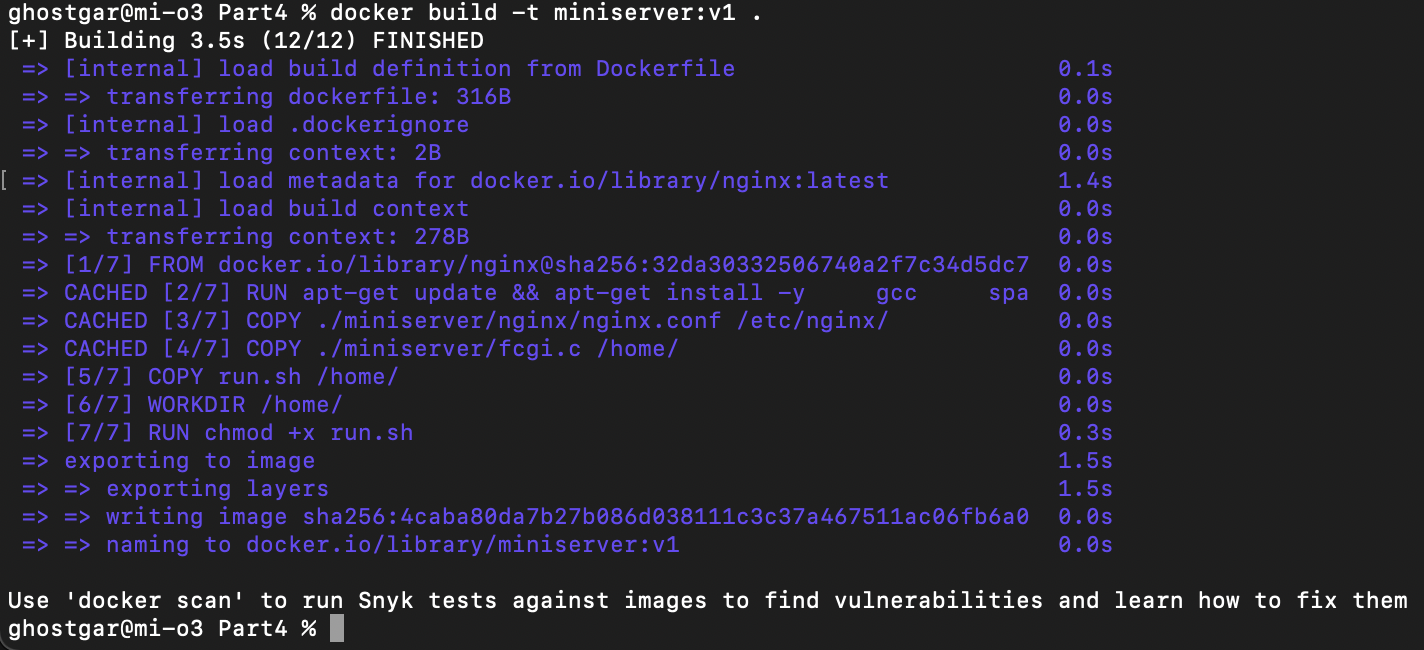 ghostgar@mi-o3 Part4 % docker build -t miniserver:v1 .
[+] Building 3.5s (12/12) FINISHED
=> [internal] load build definition from Dockerfile 0.1s
=> => transferring dockerfile: 316B 0.0s
=> [internal] load .dockerignore 0.0s
=> => transferring context: 2B 0.0s
[ => [internal] load metadata for docker.io/library/nginx:latest 1.4s
=> [internal] load build context 0.0s
=> => transferring context: 278B 0.0s
=> [1/7] FROM docker.io/library/nginx@sha256:32da30332506740a2f7c34d5dc7 0.0s
=> CACHED [2/7] RUN apt-get update && apt-get install -y gcc spa 0.0s
=> CACHED [3/7] COPY ./miniserver/nginx/nginx.conf /etc/nginx/ 0.0s
=> CACHED [4/7] COPY ./miniserver/fcgi.c /home/ 0.0s
=> [5/7] COPY run.sh /home/ 0.0s
=> [6/7] WORKDIR /home/ 0.0s
=> [7/7] RUN chmod +x run.sh 0.3s
=> exporting to image 1.5s
=> => exporting layers 1.5s
=> => writing image sha256:4caba80da7b27b086d038111c3c37a467511ac06fb6a0 0.0s
=> => naming to docker.io/library/miniserver:v1 0.0s
Use 'docker scan' to run Snyk tests against images to find vulnerabilities and learn how to fix them
ghostgar@mi-o3 Part4 %